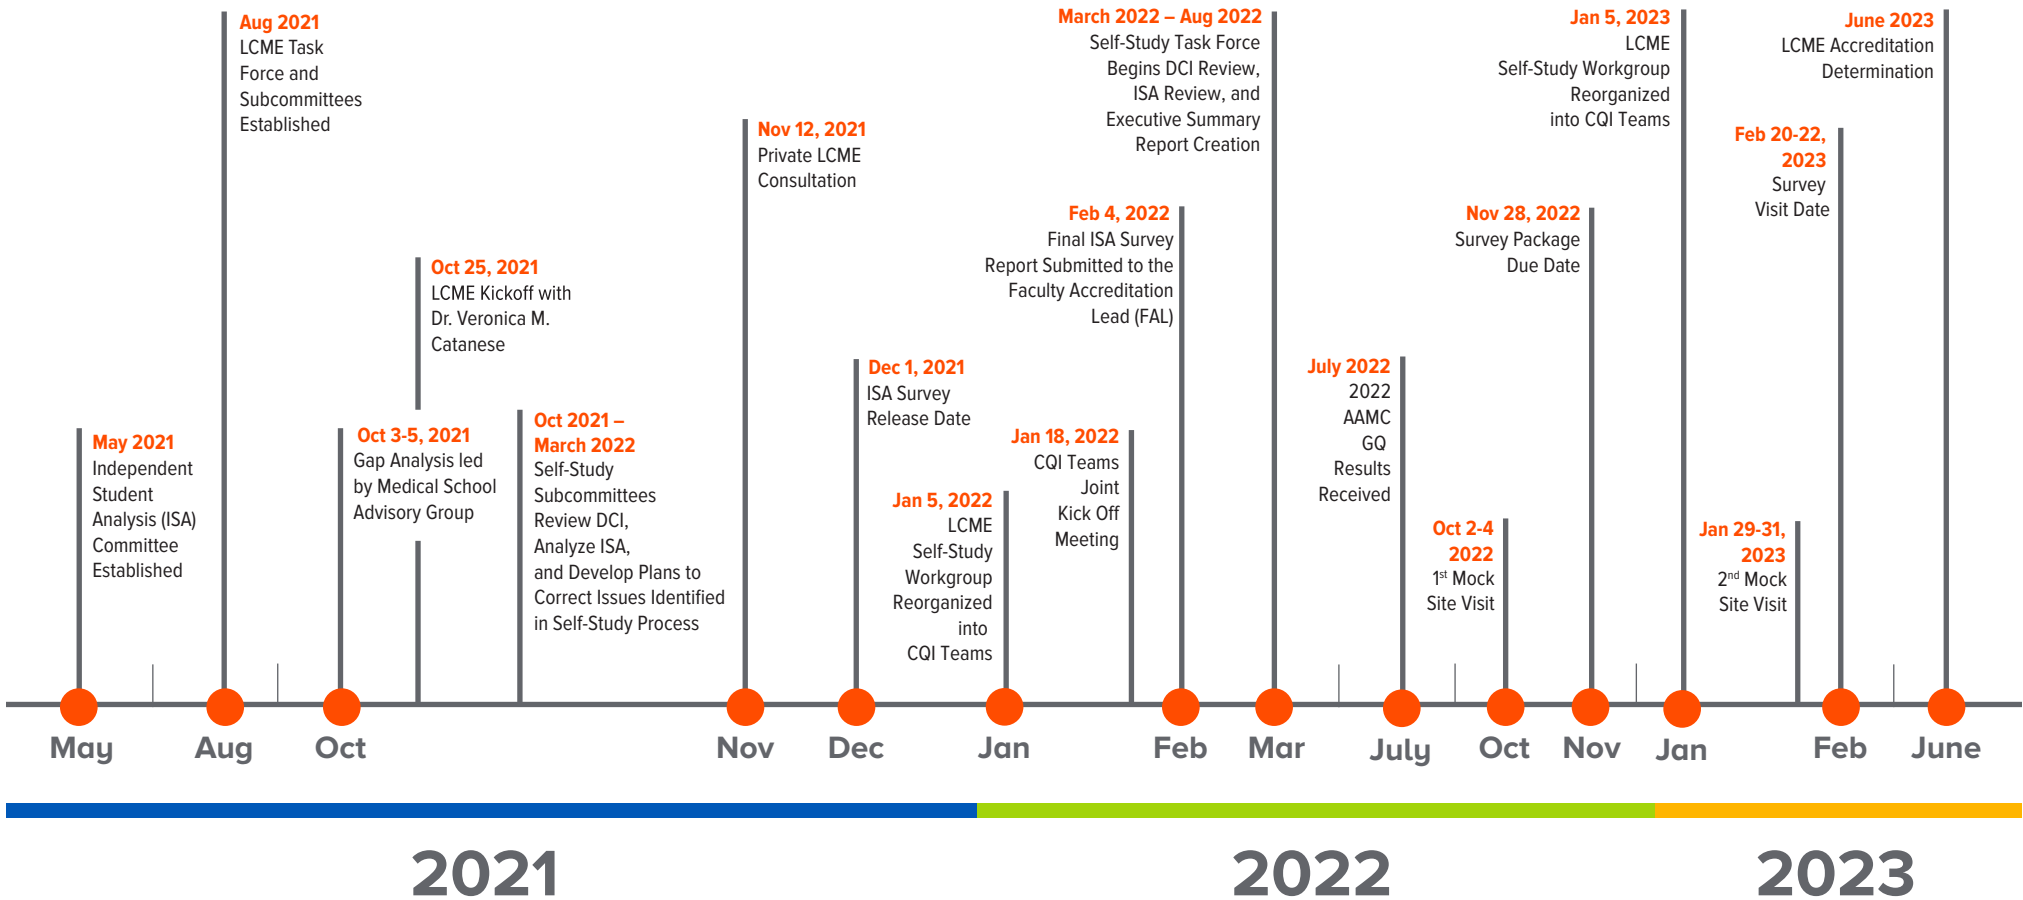 Aug 2021
LCME Task
Force and
Subcommittees
Established
March 2022 – Aug 2022
Self-Study Task Force
Begins DCI Review,
ISA Review, and
Executive Summary
Report Creation
Jan 5, 2023
LCME
Self-Study Workgroup
Reorganized
into CQI Teams
June 2023
LCME Accreditation
Determination
Nov 12, 2021
Private LCME
Consultation
Feb 20-22,
2023
Survey
Visit Date
Feb 4, 2022
Final ISA Survey
Report Submitted to the
Faculty Accreditation
Lead (FAL)
Nov 28, 2022
Survey Package
Due Date
Oct 25, 2021
LCME Kickoff with
Dr. Veronica M.
Catanese
Dec 1, 2021
ISA Survey
Release Date
July 2022
2022
AAMC
GQ
Results
Received
May 2021
Independent
Student
Analysis (ISA)
Committee
Established
Oct 3-5, 2021
Gap Analysis led
by Medical School
Advisory Group
Oct 2021 –
March 2022
Self-Study
Subcommittees
Review DCI,
Analyze ISA,
and Develop Plans to
Correct Issues Identified
in Self-Study Process
Jan 18, 2022
CQI Teams
Joint
Kick Off
Meeting
Jan 5, 2022
LCME
Self-Study
Workgroup
Reorganized
into
CQI Teams
Oct 2-4
2022
1st Mock
Site Visit
Jan 29-31,
2023
2nd Mock
Site Visit
May Aug Oct Nov Dec Jan Feb Mar July Oct Nov Jan Feb June
2021 2022 2023